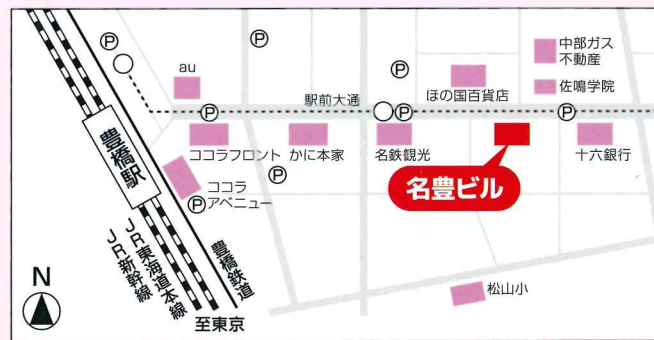 中部ガス
不動産
佐鳴学院
au
ほの国百貨店
駅前大通
P
P
P
P
P
P
P
P
ココラフロント
かに本家
名鉄観光
十六銀行
名豊ビル
豊橋駅
ココラ
アベニュー
豊橋鉄道
JR東海道本線
JR新幹線
至東京
松山小
N